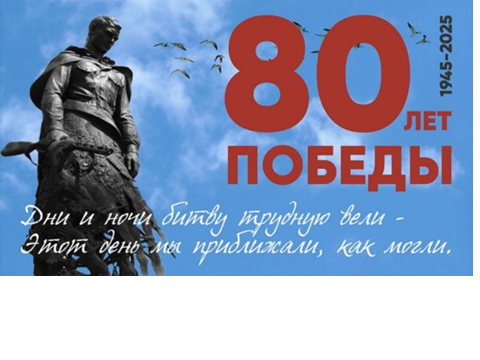 80
ЛЕТ
ПОБЕДЫ
1945-2025
Дни и ночи битву трудную вели -
Этот день мы приближали, как могли.